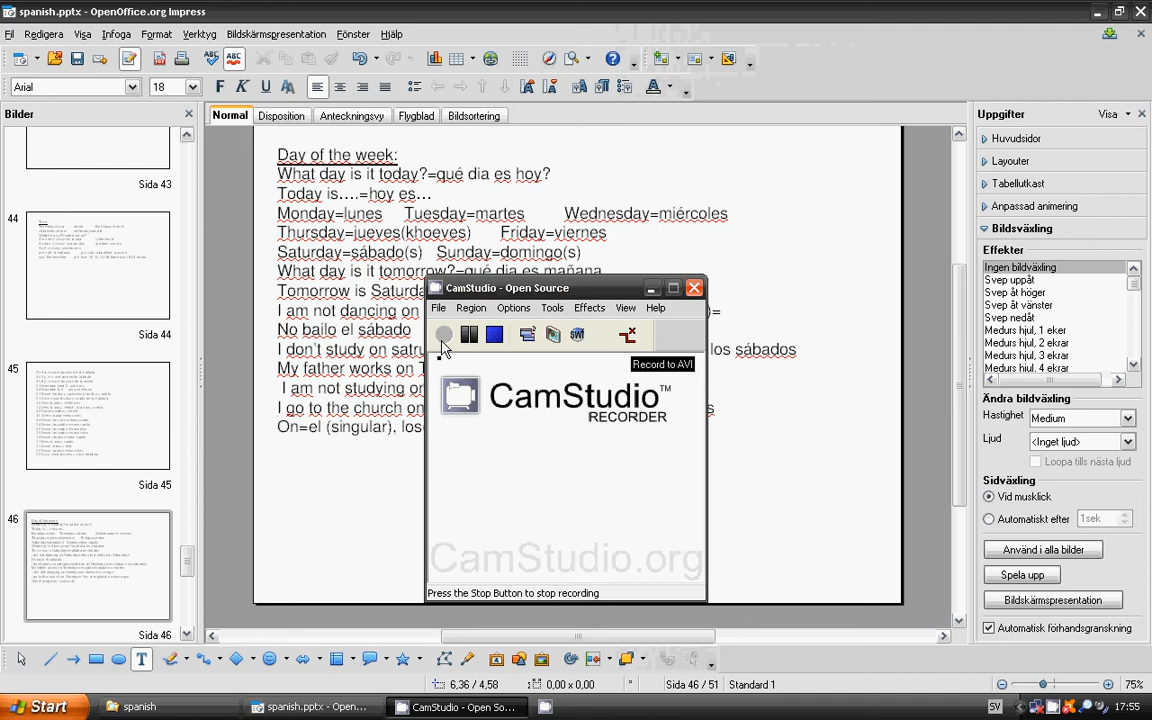 spanish.pptx - OpenOffice.org Impress
Arkiv Redigera Visa Infoga Format Verktyg Bildskärmspresentation Fönster Hjälp
Arial 18 F K U
Bilder
Sida 43
44
Sida 44
45
Sida 45
46
Sida 46
Normal Disposition Anteckningsvy Flygblad Bildsortering
Day of the week:
What day is it today?=qué dia es hoy?
Today is….=hoy es…
Monday=lunes Tuesday=martes Wednesday=miércoles
Thursday=jueves(khoeves) Friday=viernes
Saturday=sábado(s) Sunday=domingo(s)
What day is it tomorrow?=qué dia es mañana
Tomorrow is Saturda
I am not dancing on )=
No bailo el sábado
I don't study on satru los sábados
My father works on T
I am not studying on
I go to the church on s
On=el (singular), los
CamStudio - Open Source
File Region Options Tools Effects View Help
Record to AVI
CamStudio™
RECORDER
CamStudio.org
Press the Stop Button to stop recording
Uppgifter Visa
Huvudsidor
Layouter
Tabellutkast
Anpassad animering
Bildsväxling
Effekter
Ingen bildväxling
Svep uppåt
Svep åt höger
Svep åt vänster
Svep nedåt
Medurs hjul, 1 eker
Medurs hjul, 2 ekrar
Medurs hjul, 3 ekrar
Medurs hjul, 4 ekrar
Ändra bildväxling
Hastighet Medium
Ljud <Inget ljud>
Loopa tills nästa ljud
Sidväxling
Vid musklick
Automatiskt efter 1sek
Använd i alla bilder
Spela upp
Bildskärmspresentation
Automatisk förhandsgranskning
6,36 / 4,58 0,00 x 0,00 * Sida 46 / 51 Standard 1 75%
Start spanish spanish.pptx - Open... CamStudio - Open So... SV 17:55